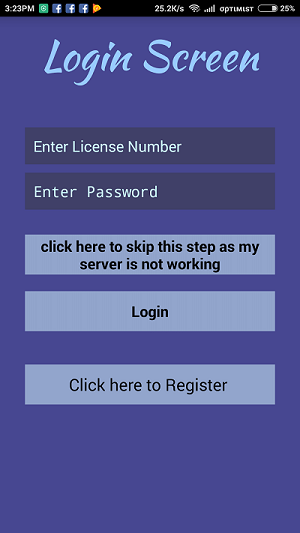 3:23PM 25.2K/s ᴏᴘᴛɪᴍɪsᴛ 25%
Login Screen
Enter License Number
Enter Password
click here to skip this step as my
server is not working
Login
Click here to Register